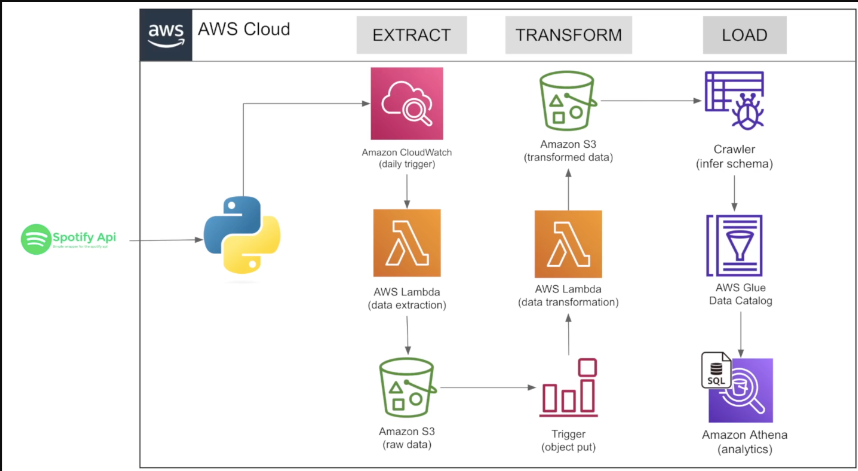 aws
AWS Cloud
EXTRACT
TRANSFORM
LOAD
Amazon CloudWatch
(daily trigger)
Amazon S3
(transformed data)
Crawler
(infer schema)
Spotify Api
AWS Lambda
(data extraction)
AWS Lambda
(data transformation)
AWS Glue
Data Catalog
SQL
Amazon S3
(raw data)
Trigger
(object put)
Amazon Athena
(analytics)